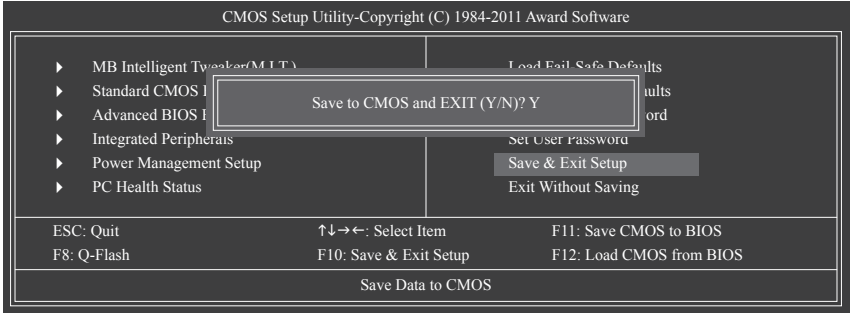 CMOS Setup Utility-Copyright (C) 1984-2011 Award Software
MB Intelligent Tweaker(M.I.T.)
Standard CMOS
Advanced BIOS
Integrated Peripherals
Power Management Setup
PC Health Status
Load Fail-Safe Defaults
Set User Password
Save & Exit Setup
Exit Without Saving
Save to CMOS and EXIT (Y/N)? Y
ESC: Quit
↑↓→←: Select Item
F11: Save CMOS to BIOS
F8: Q-Flash
F10: Save & Exit Setup
F12: Load CMOS from BIOS
Save Data to CMOS